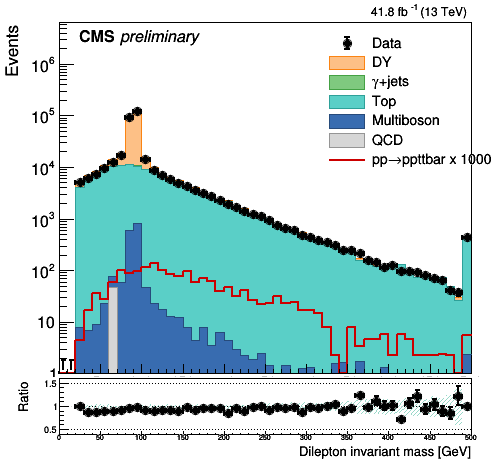 41.8 fb⁻¹ (13 TeV)
CMS preliminary
Events
Data
DY
γ+jets
Top
Multiboson
QCD
pp→ppttbar x 1000
10⁶
10⁵
10⁴
10³
10²
10
1
Ratio
1.5
1
0.5
0 50 100 150 200 250 300 350 400 450 500
Dilepton invariant mass [GeV]